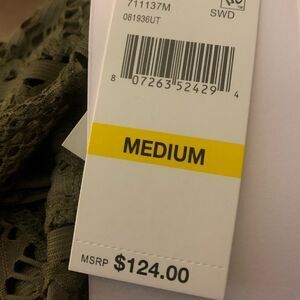 711137M
081936UT
SWD
8 07263 52429 4
MEDIUM
MSRP $124.00